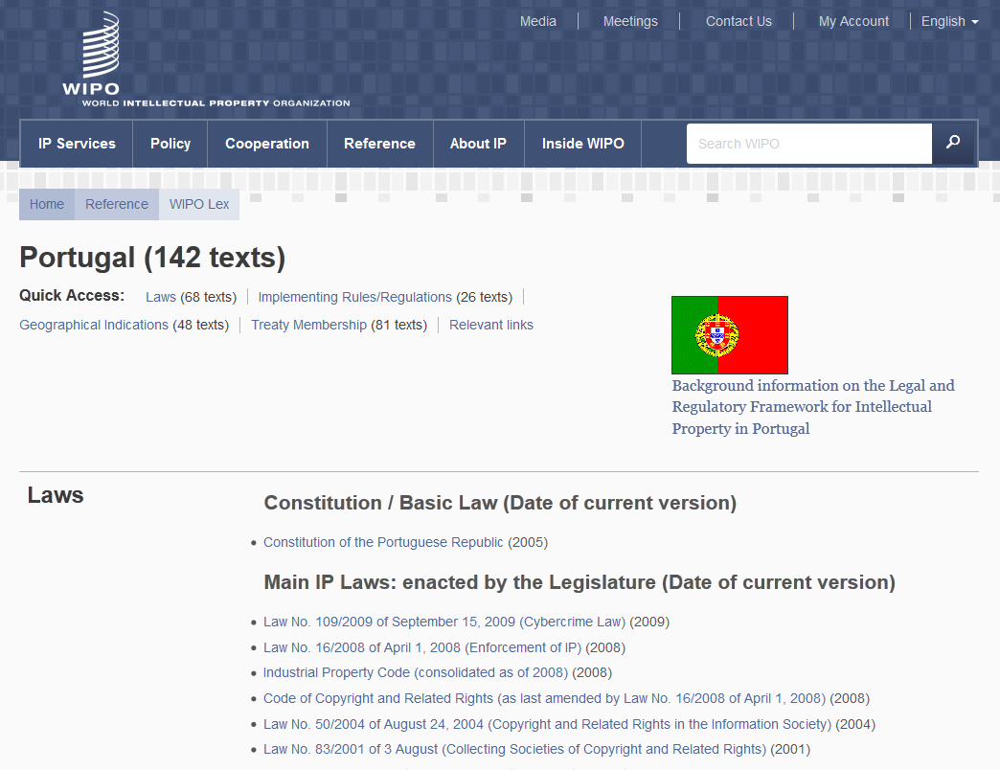 Media
Meetings
Contact Us
My Account
English
WIPO
WORLD INTELLECTUAL PROPERTY ORGANIZATION
IP Services
Policy
Cooperation
Reference
About IP
Inside WIPO
Search WIPO
Home
Reference
WIPO Lex
Portugal (142 texts)
Quick Access: Laws (68 texts) Implementing Rules/Regulations (26 texts)
Geographical Indications (48 texts) Treaty Membership (81 texts) Relevant links
Background information on the Legal and
Regulatory Framework for Intellectual
Property in Portugal
Laws
Constitution / Basic Law (Date of current version)
• Constitution of the Portuguese Republic (2005)
Main IP Laws: enacted by the Legislature (Date of current version)
• Law No. 109/2009 of September 15, 2009 (Cybercrime Law) (2009)
• Law No. 16/2008 of April 1, 2008 (Enforcement of IP) (2008)
• Industrial Property Code (consolidated as of 2008) (2008)
• Code of Copyright and Related Rights (as last amended by Law No. 16/2008 of April 1, 2008) (2008)
• Law No. 50/2004 of August 24, 2004 (Copyright and Related Rights in the Information Society) (2004)
• Law No. 83/2001 of 3 August (Collecting Societies of Copyright and Related Rights) (2001)